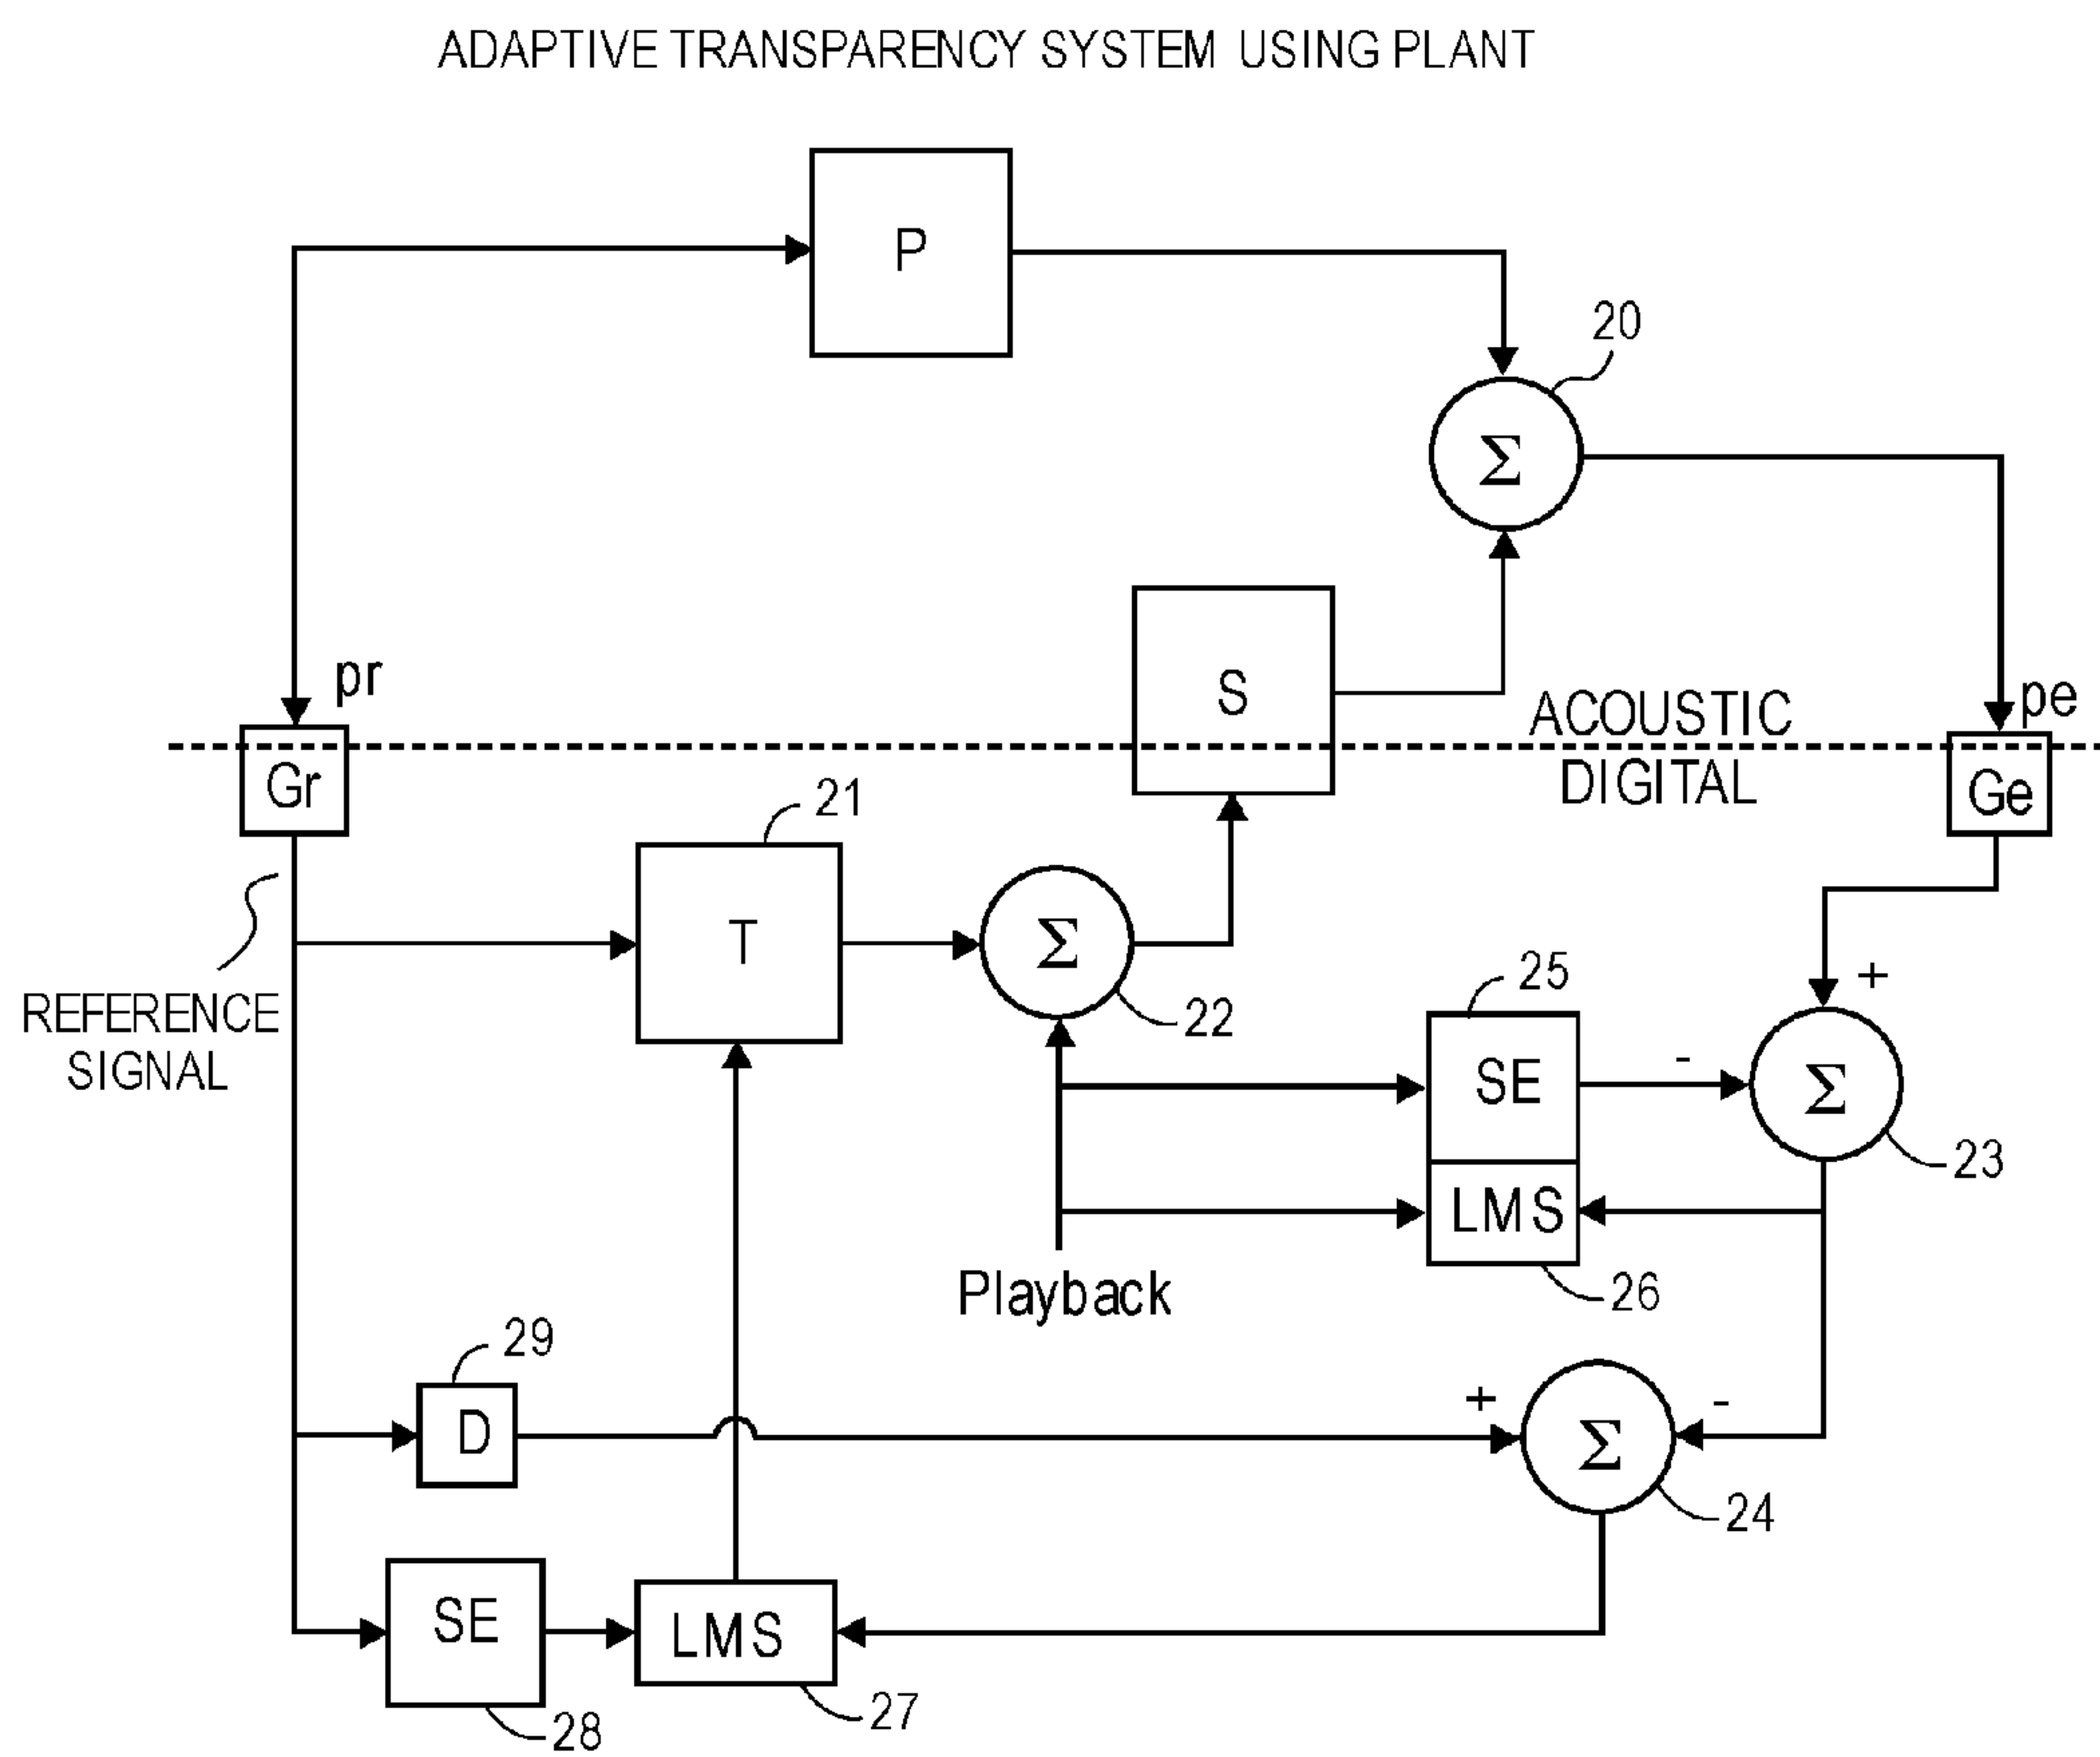 ADAPTIVE TRANSPARENCY SYSTEM USING PLANT
P
20
Σ
S
pr
pe
ACOUSTIC
DIGITAL
Gr
Ge
21
T
Σ
22
REFERENCE
SIGNAL
+
25
SE
-
Σ
23
LMS
26
Playback
29
D
+
-
Σ
24
SE
LMS
28
27